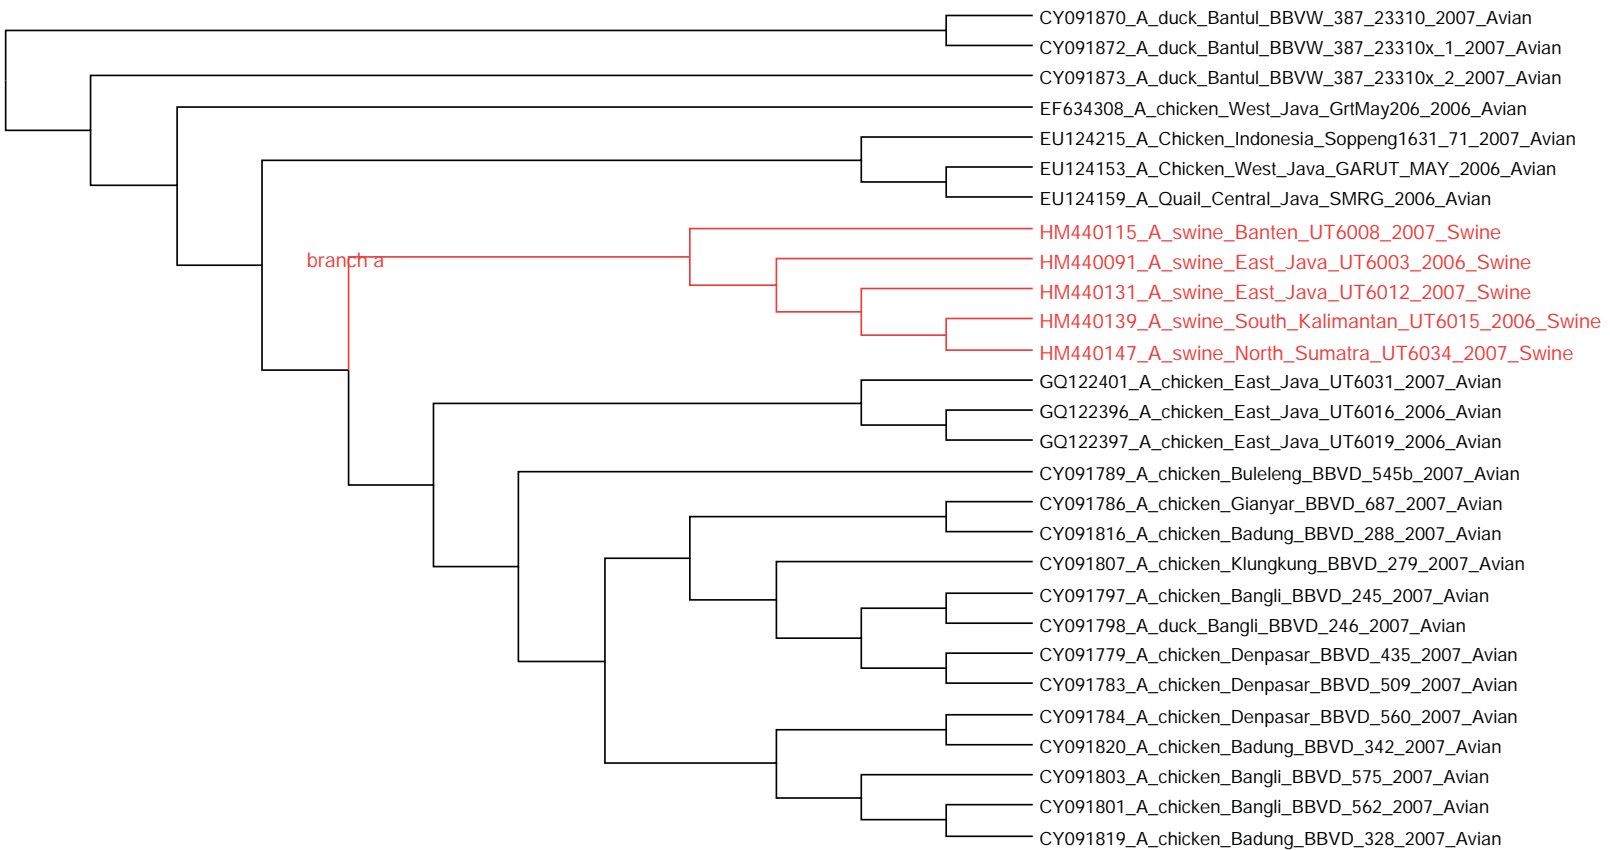 CY091870_A_duck_Bantul_BBVW_387_23310_2007_Avian
CY091872_A_duck_Bantul_BBVW_387_23310x_1_2007_Avian
CY091873_A_duck_Bantul_BBVW_387_23310x_2_2007_Avian
EF634308_A_chicken_West_Java_GrtMay206_2006_Avian
EU124215_A_Chicken_Indonesia_Soppeng1631_71_2007_Avian
EU124153_A_Chicken_West_Java_GARUT_MAY_2006_Avian
EU124159_A_Quail_Central_Java_SMRG_2006_Avian
HM440115_A_swine_Banten_UT6008_2007_Swine
branch a
HM440091_A_swine_East_Java_UT6003_2006_Swine
HM440131_A_swine_East_Java_UT6012_2007_Swine
HM440139_A_swine_South_Kalimantan_UT6015_2006_Swine
HM440147_A_swine_North_Sumatra_UT6034_2007_Swine
GQ122401_A_chicken_East_Java_UT6031_2007_Avian
GQ122396_A_chicken_East_Java_UT6016_2006_Avian
GQ122397_A_chicken_East_Java_UT6019_2006_Avian
CY091789_A_chicken_Buleleng_BBVD_545b_2007_Avian
CY091786_A_chicken_Gianyar_BBVD_687_2007_Avian
CY091816_A_chicken_Badung_BBVD_288_2007_Avian
CY091807_A_chicken_Klungkung_BBVD_279_2007_Avian
CY091797_A_chicken_Bangli_BBVD_245_2007_Avian
CY091798_A_duck_Bangli_BBVD_246_2007_Avian
CY091779_A_chicken_Denpasar_BBVD_435_2007_Avian
CY091783_A_chicken_Denpasar_BBVD_509_2007_Avian
CY091784_A_chicken_Denpasar_BBVD_560_2007_Avian
CY091820_A_chicken_Badung_BBVD_342_2007_Avian
CY091803_A_chicken_Bangli_BBVD_575_2007_Avian
CY091801_A_chicken_Bangli_BBVD_562_2007_Avian
CY091819_A_chicken_Badung_BBVD_328_2007_Avian